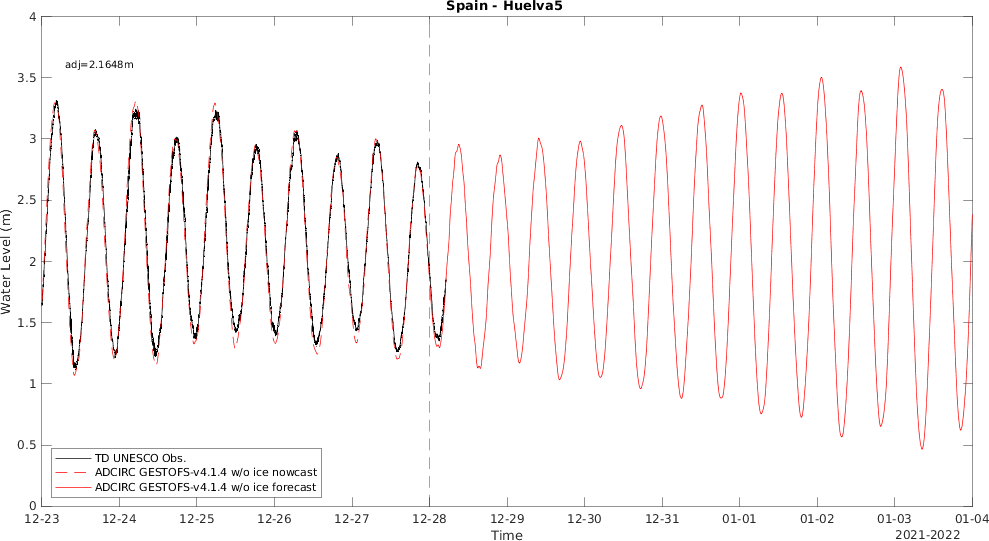 Spain - Huelva5
4
3.5
3
2.5
2
1.5
1
0.5
0
Water Level (m)
adj=2.1648m
TD UNESCO Obs.
ADCIRC GESTOFS-v4.1.4 w/o ice nowcast
ADCIRC GESTOFS-v4.1.4 w/o ice forecast
12-23 12-24 12-25 12-26 12-27 12-28 12-29 12-30 12-31 01-01 01-02 01-03 01-04
Time
2021-2022